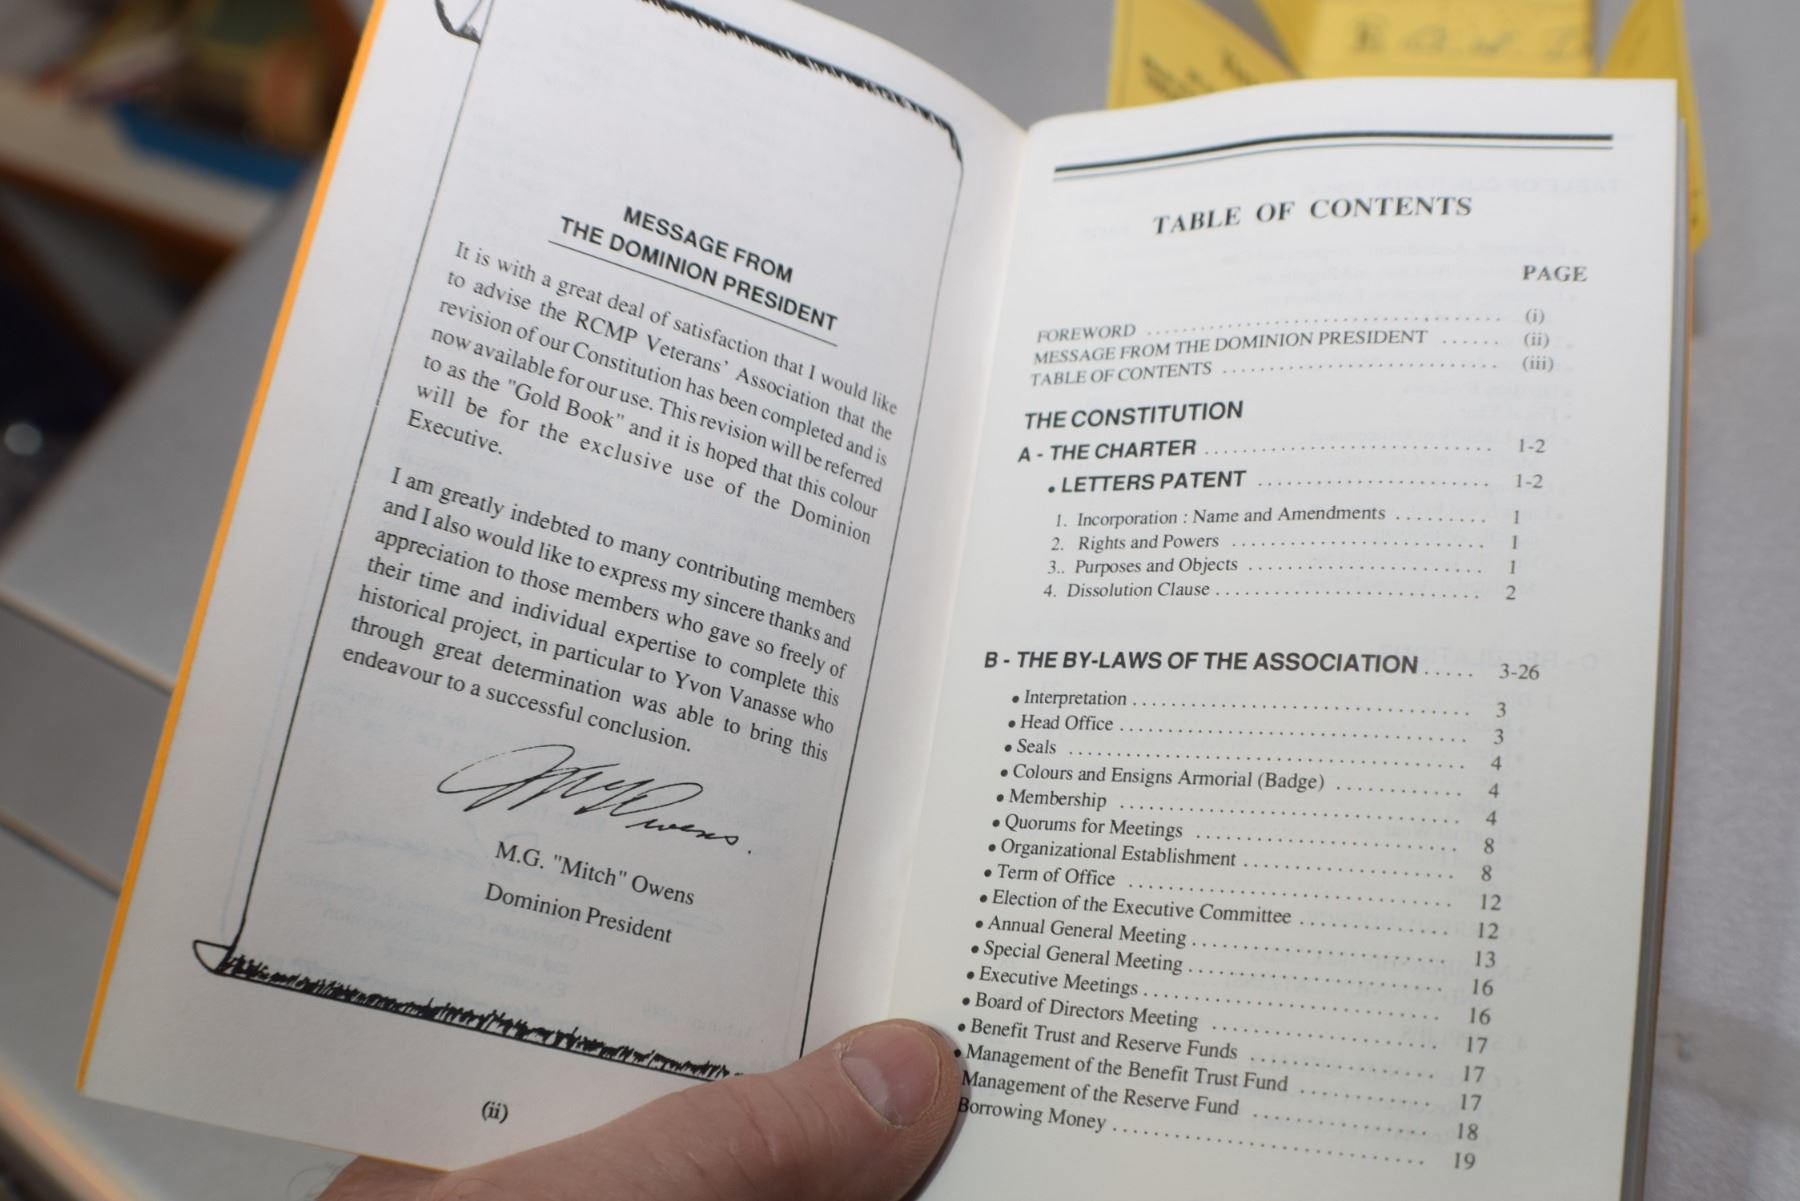 MESSAGE FROM
THE DOMINION PRESIDENT
It is with a great deal of satisfaction that I would like
to advise the RCMP Veterans' Association that the
revision of our Constitution has been completed and is
now available for our use. This revision will be referred
to as the "Gold Book" and it is hoped that this colour
will be for the exclusive use of the Dominion
Executive.
I am greatly indebted to many contributing members
and I also would like to express my sincere thanks and
appreciation to those members who gave so freely of
their time and individual expertise to complete this
historical project, in particular to Yvon Vanasse who
through great determination was able to bring this
endeavour to a successful conclusion.
M.G. "Mitch" Owens
Dominion President
(ii)
TABLE OF CONTENTS
PAGE
FOREWORD .......... (i)
MESSAGE FROM THE DOMINION PRESIDENT ...... (ii)
TABLE OF CONTENTS .......... (iii)
THE CONSTITUTION
A - THE CHARTER .......... 1-2
• LETTERS PATENT .......... 1-2
1. Incorporation : Name and Amendments ......... 1
2. Rights and Powers .......... 1
3.. Purposes and Objects .......... 1
4. Dissolution Clause .......... 2
B - THE BY-LAWS OF THE ASSOCIATION ..... 3-26
• Interpretation .......... 3
• Head Office .......... 3
• Seals .......... 4
• Colours and Ensigns Armorial (Badge) .......... 4
• Membership .......... 4
• Quorums for Meetings .......... 8
• Organizational Establishment .......... 8
• Term of Office .......... 12
• Election of the Executive Committee .......... 12
• Annual General Meeting .......... 13
• Special General Meeting .......... 16
• Executive Meetings .......... 16
• Board of Directors Meeting .......... 17
• Benefit Trust and Reserve Funds .......... 17
• Management of the Benefit Trust Fund .......... 17
Management of the Reserve Fund .......... 18
Borrowing Money .......... 19